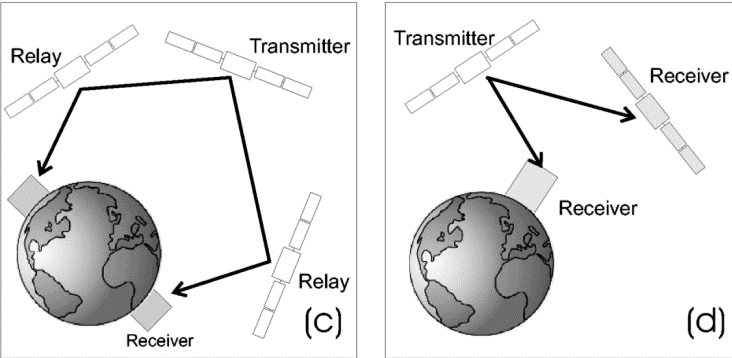 Relay
Transmitter
Relay
Receiver
(c)
Transmitter
Receiver
Receiver
(d)